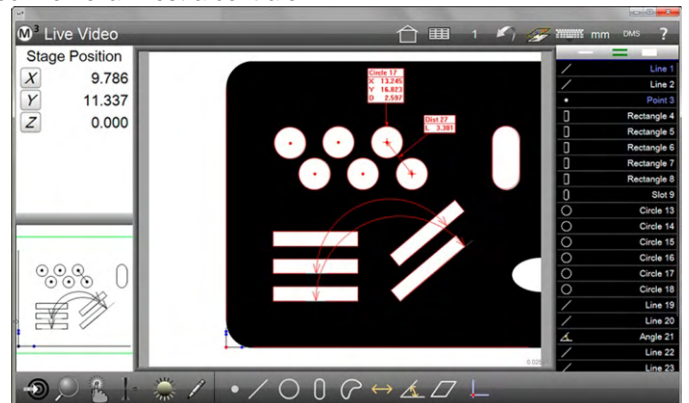 M3 Live Video
1
mm
DMS
?
Stage Position
X 9.786
Y 11.337
Z 0.000
Circle 17
X 13.245
Y 16.823
D 2.597
Dist 27
L 3.381
Line 1
Line 2
Point 3
Rectangle 4
Rectangle 5
Rectangle 6
Rectangle 7
Rectangle 8
Slot 9
Circle 13
Circle 14
Circle 15
Circle 16
Circle 17
Circle 18
Line 19
Line 20
Angle 21
Line 22
Line 23